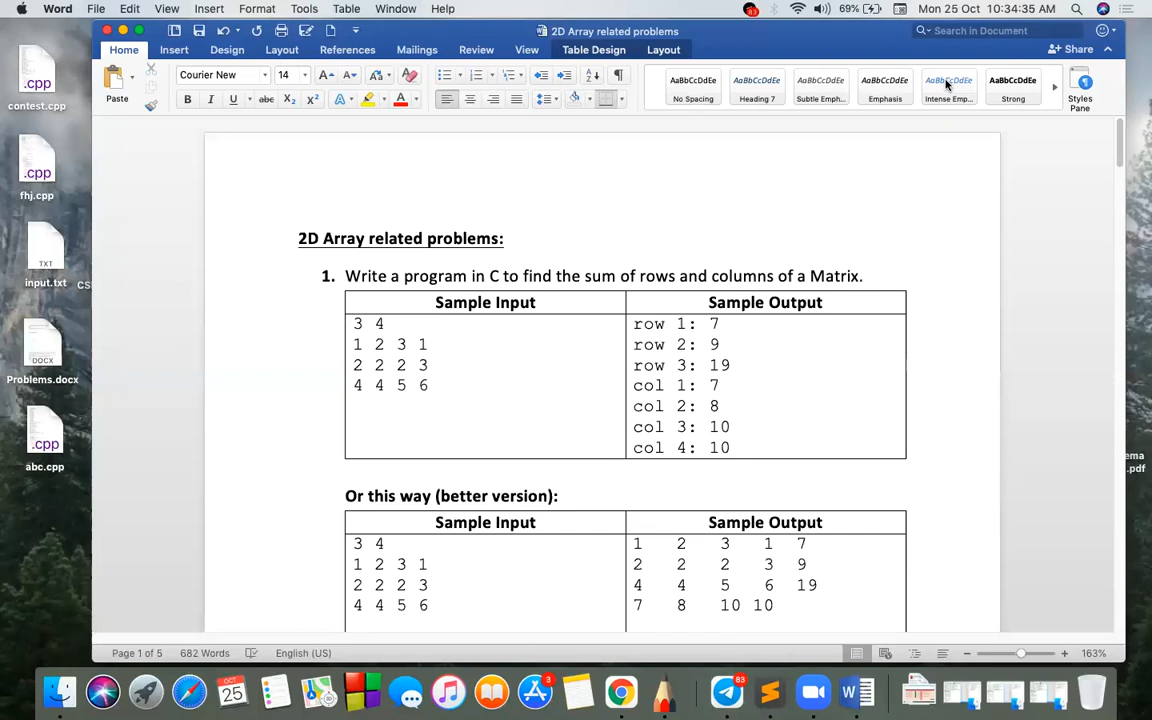 Word File Edit View Insert Format Tools Table Window Help 83 69% Mon 25 Oct 10:34:35
2D Array related problems
Search in Document
Home Insert Design Layout References Mailings Review View Table Design Layout
Share
Paste
Courier New 14
AaBbCcDdEe AaBbCcDdEe AaBbCcDdEe AaBbCcDdEe AaBbCcDdEe AaBbCcDdEe
No Spacing Heading 7 Subtle Emph... Emphasis Intense Emp... Strong
Styles
Pane
B I U abc X2 X2 A A
.cpp
contest.cpp
.cpp
fhj.cpp
TXT
input.txt
DOCX
Problems.docx
.cpp
abc.cpp
.pdf
2D Array related problems:
1. Write a program in C to find the sum of rows and columns of a Matrix.
Sample Input Sample Output
3 4 row 1: 7
1 2 3 1 row 2: 9
2 2 2 3 row 3: 19
4 4 5 6 col 1: 7
col 2: 8
col 3: 10
col 4: 10
Or this way (better version):
Sample Input Sample Output
3 4 1 2 3 1 7
1 2 3 1 2 2 2 3 9
2 2 2 3 4 4 5 6 19
4 4 5 6 7 8 10 10
Page 1 of 5 682 Words English (US) 163%
OCT
25
3
83
W